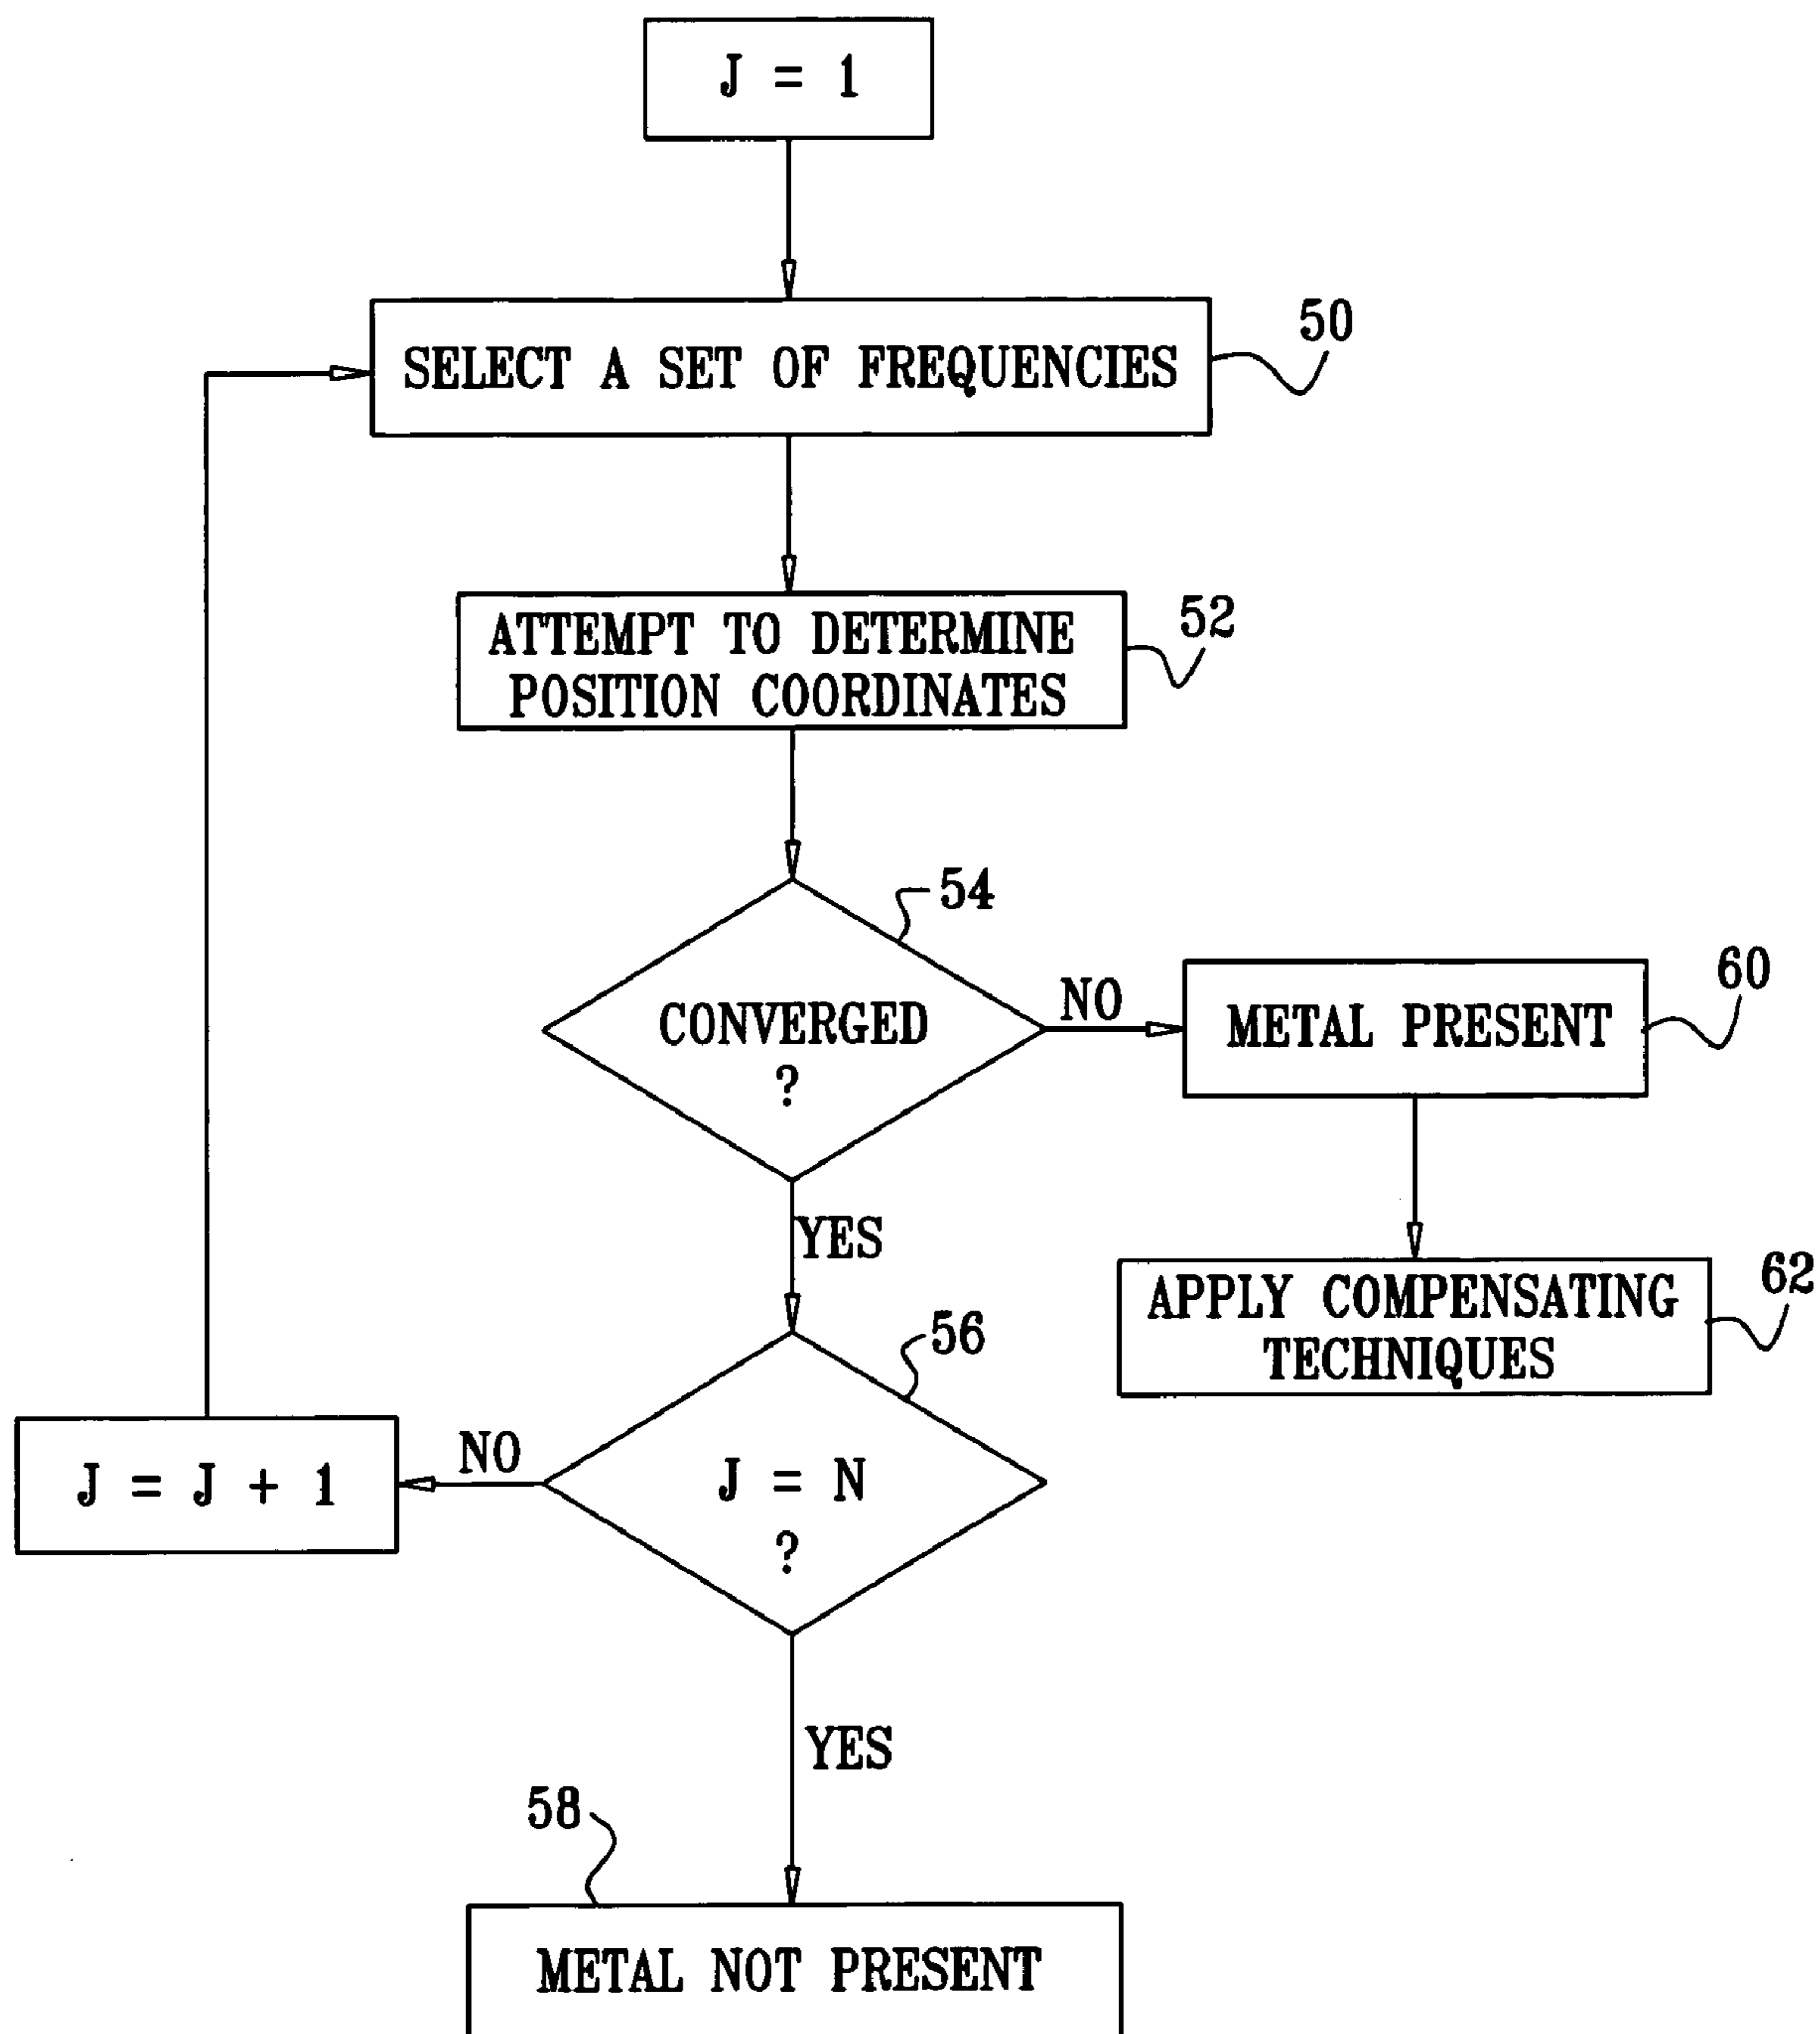 J = 1
SELECT A SET OF FREQUENCIES
50
ATTEMPT TO DETERMINE
POSITION COORDINATES
52
54
CONVERGED
?
NO
METAL PRESENT
60
YES
APPLY COMPENSATING
TECHNIQUES
62
56
J = N
?
NO
J = J + 1
YES
58
METAL NOT PRESENT